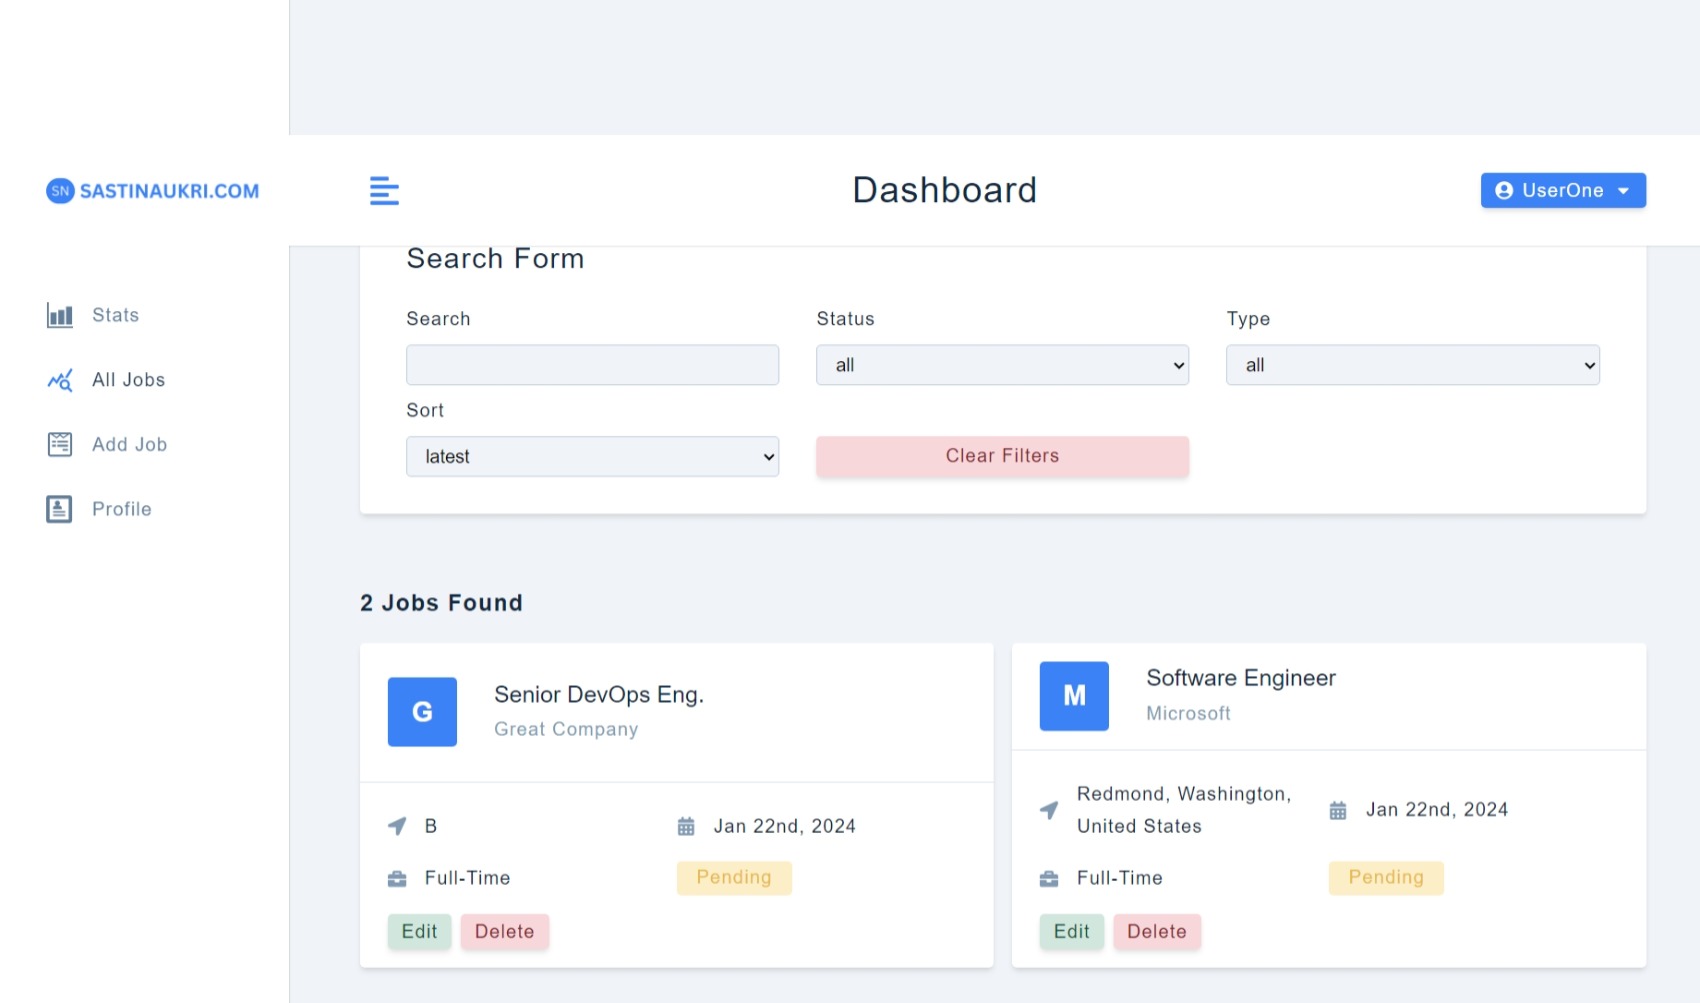 SN SASTINAUKRI.COM
Dashboard
UserOne
Stats
All Jobs
Add Job
Profile
Search Form
Search
Status
Type
all
all
Sort
latest
Clear Filters
2 Jobs Found
G
Senior DevOps Eng.
Great Company
B
Jan 22nd, 2024
Full-Time
Pending
Edit
Delete
M
Software Engineer
Microsoft
Redmond, Washington,
United States
Jan 22nd, 2024
Full-Time
Pending
Edit
Delete